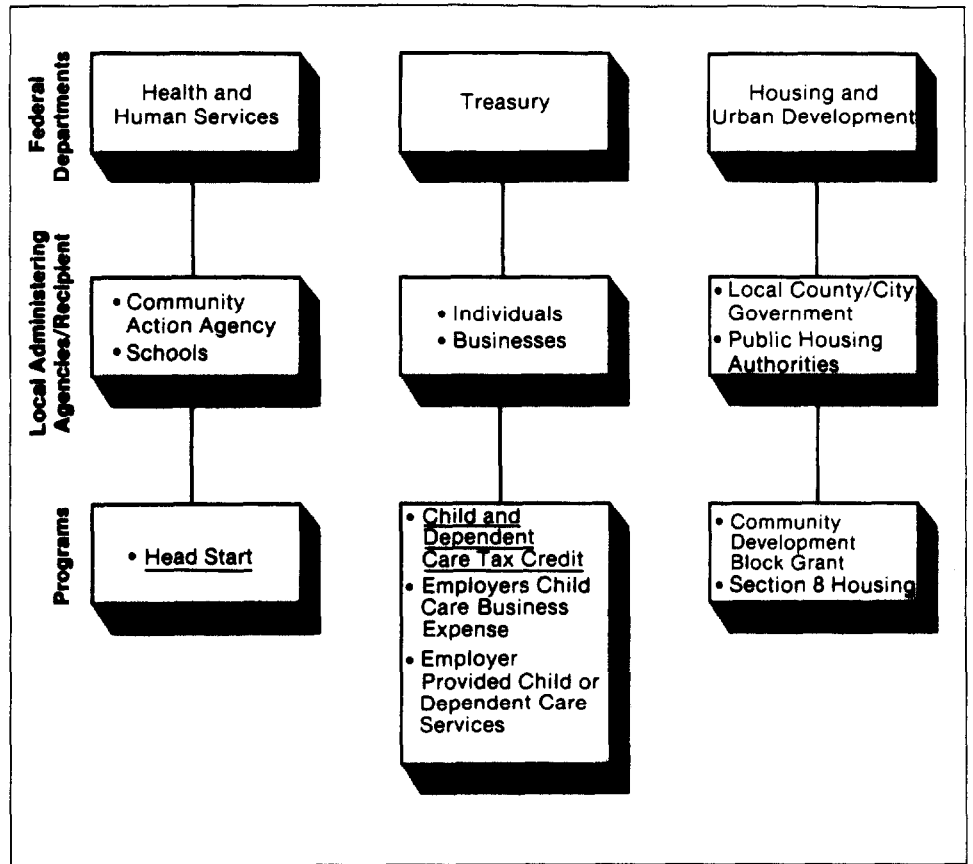 Federal
Departments
Health and
Human Services
Treasury
Housing and
Urban Development
Local Administering
Agencies/Recipient
• Community
Action Agency
• Schools
• Individuals
• Businesses
• Local County/City
Government
• Public Housing
Authorities
Programs
• Head Start
• Child and
Dependent
Care Tax Credit
• Employers Child
Care Business
Expense
• Employer
Provided Child or
Dependent Care
Services
• Community
Development
Block Grant
• Section 8 Housing